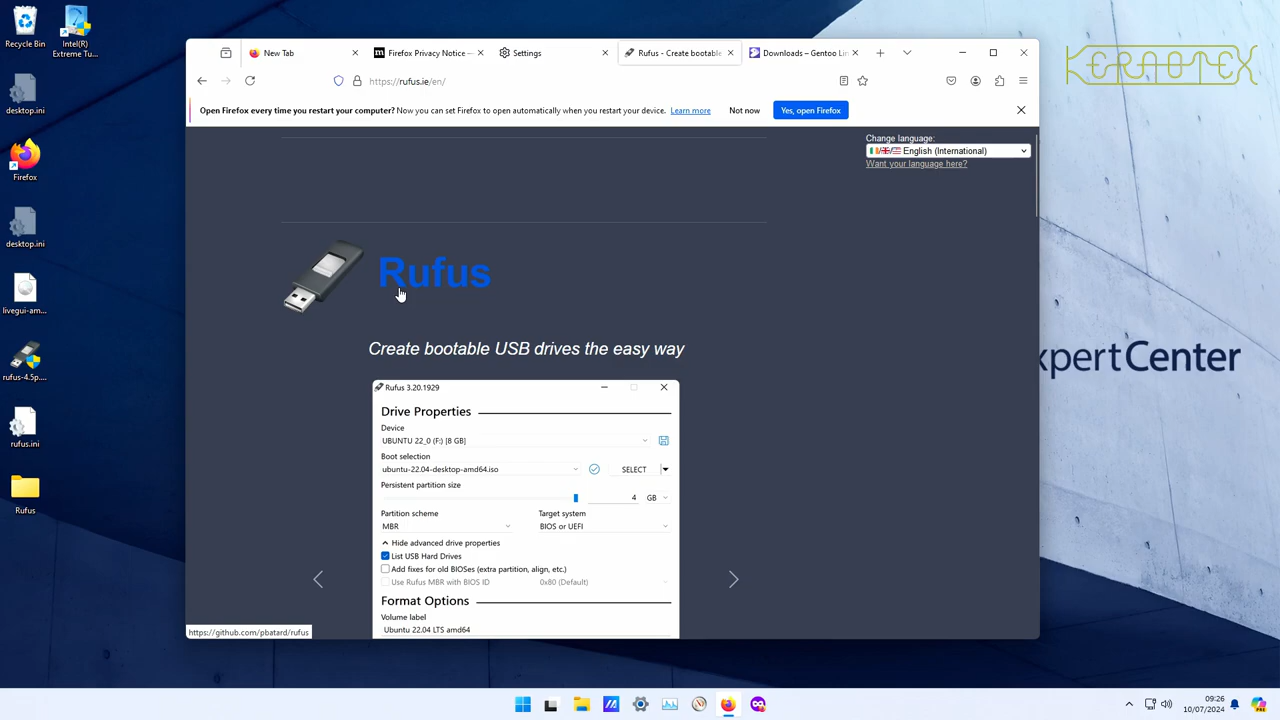 Recycle Bin
Intel(R) Extreme Tu...
desktop.ini
Firefox
desktop.ini
livegui-am...
rufus-4.5p...
rufus.ini
Rufus
New Tab
Firefox Privacy Notice —
Settings
Rufus - Create bootable
Downloads – Gentoo Lin
https://rufus.ie/en/
Open Firefox every time you restart your computer? Now you can set Firefox to open automatically when you restart your device. Learn more
Not now
Yes, open Firefox
Change language:
English (International)
Want your language here?
Rufus
Create bootable USB drives the easy way
Rufus 3.20.1929
Drive Properties
Device
UBUNTU 22_0 (F:) [8 GB]
Boot selection
ubuntu-22.04-desktop-amd64.iso
SELECT
Persistent partition size
4 GB
Partition scheme
Target system
MBR
BIOS or UEFI
Hide advanced drive properties
List USB Hard Drives
Add fixes for old BIOSes (extra partition, align, etc.)
Use Rufus MBR with BIOS ID
0x80 (Default)
Format Options
Volume label
Ubuntu 22.04 LTS amd64
https://github.com/pbatard/rufus
xpertCenter
09:26
10/07/2024